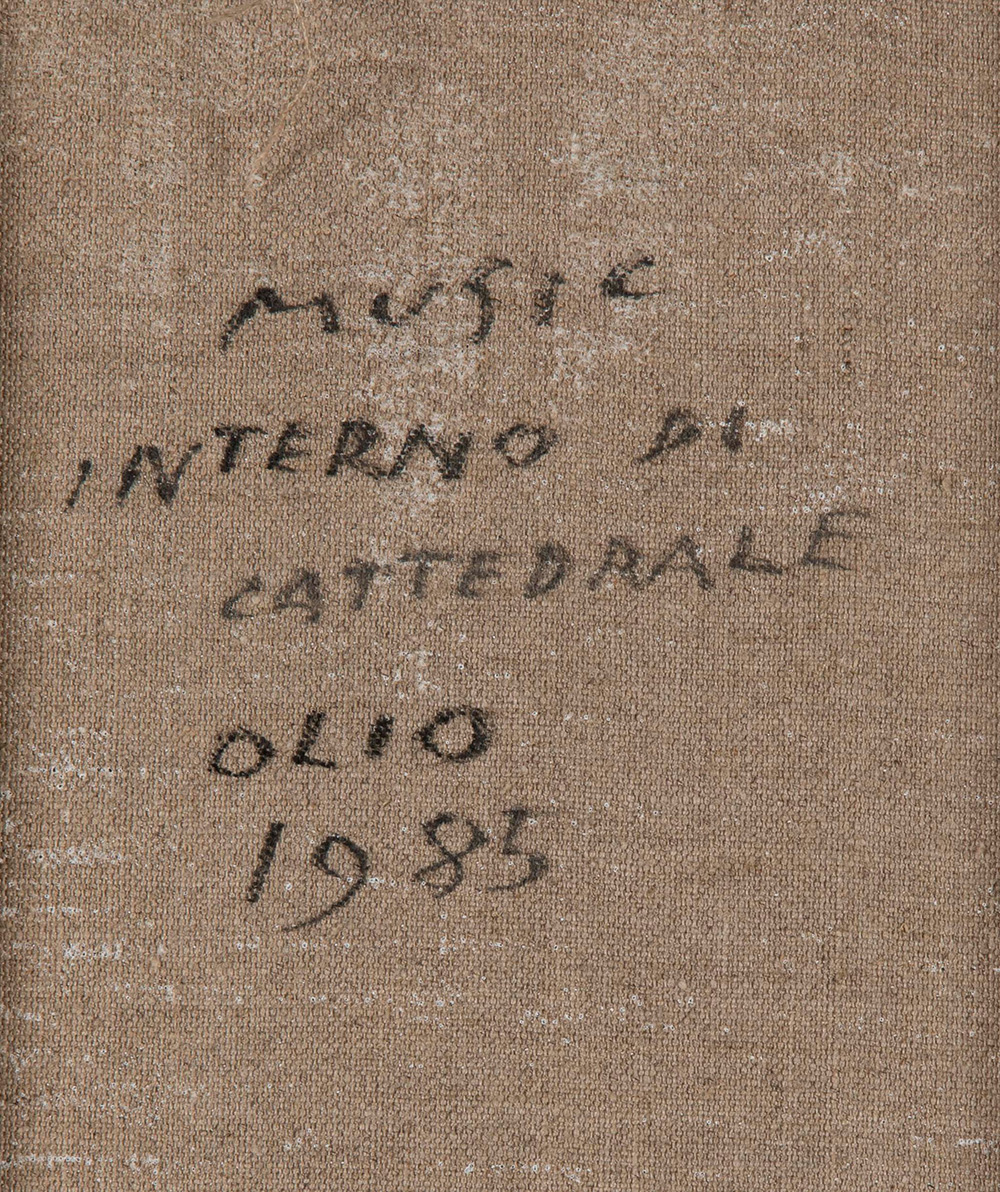 MUSIC
INTERNO DI
CATTEDRALE
OLIO
1985